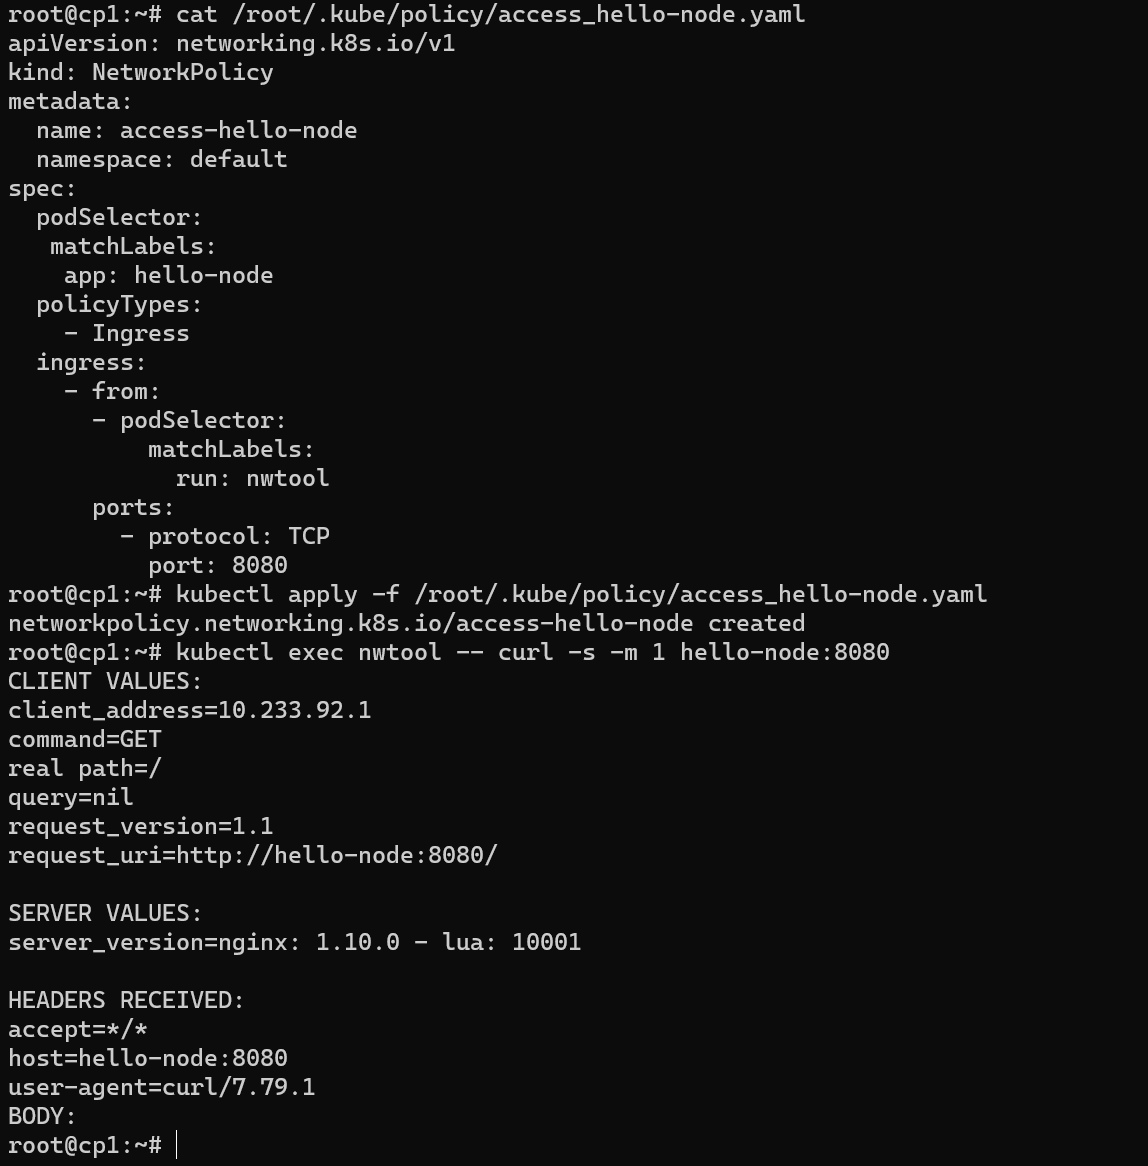 root@cp1:~# cat /root/.kube/policy/access_hello-node.yaml
apiVersion: networking.k8s.io/v1
kind: NetworkPolicy
metadata:
  name: access-hello-node
  namespace: default
spec:
  podSelector:
   matchLabels:
    app: hello-node
  policyTypes:
    - Ingress
  ingress:
    - from:
      - podSelector:
          matchLabels:
            run: nwtool
      ports:
        - protocol: TCP
          port: 8080
root@cp1:~# kubectl apply -f /root/.kube/policy/access_hello-node.yaml
networkpolicy.networking.k8s.io/access-hello-node created
root@cp1:~# kubectl exec nwtool -- curl -s -m 1 hello-node:8080
CLIENT VALUES:
client_address=10.233.92.1
command=GET
real path=/
query=nil
request_version=1.1
request_uri=http://hello-node:8080/

SERVER VALUES:
server_version=nginx: 1.10.0 - lua: 10001

HEADERS RECEIVED:
accept=*/*
host=hello-node:8080
user-agent=curl/7.79.1
BODY:
root@cp1:~#